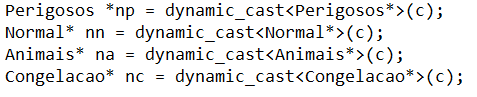 Perigosos *np = dynamic_cast<Perigosos*>(c);
Normal* nn = dynamic_cast<Normal*>(c);
Animais* na = dynamic_cast<Animais*>(c);
Congelacao* nc = dynamic_cast<Congelacao*>(c);